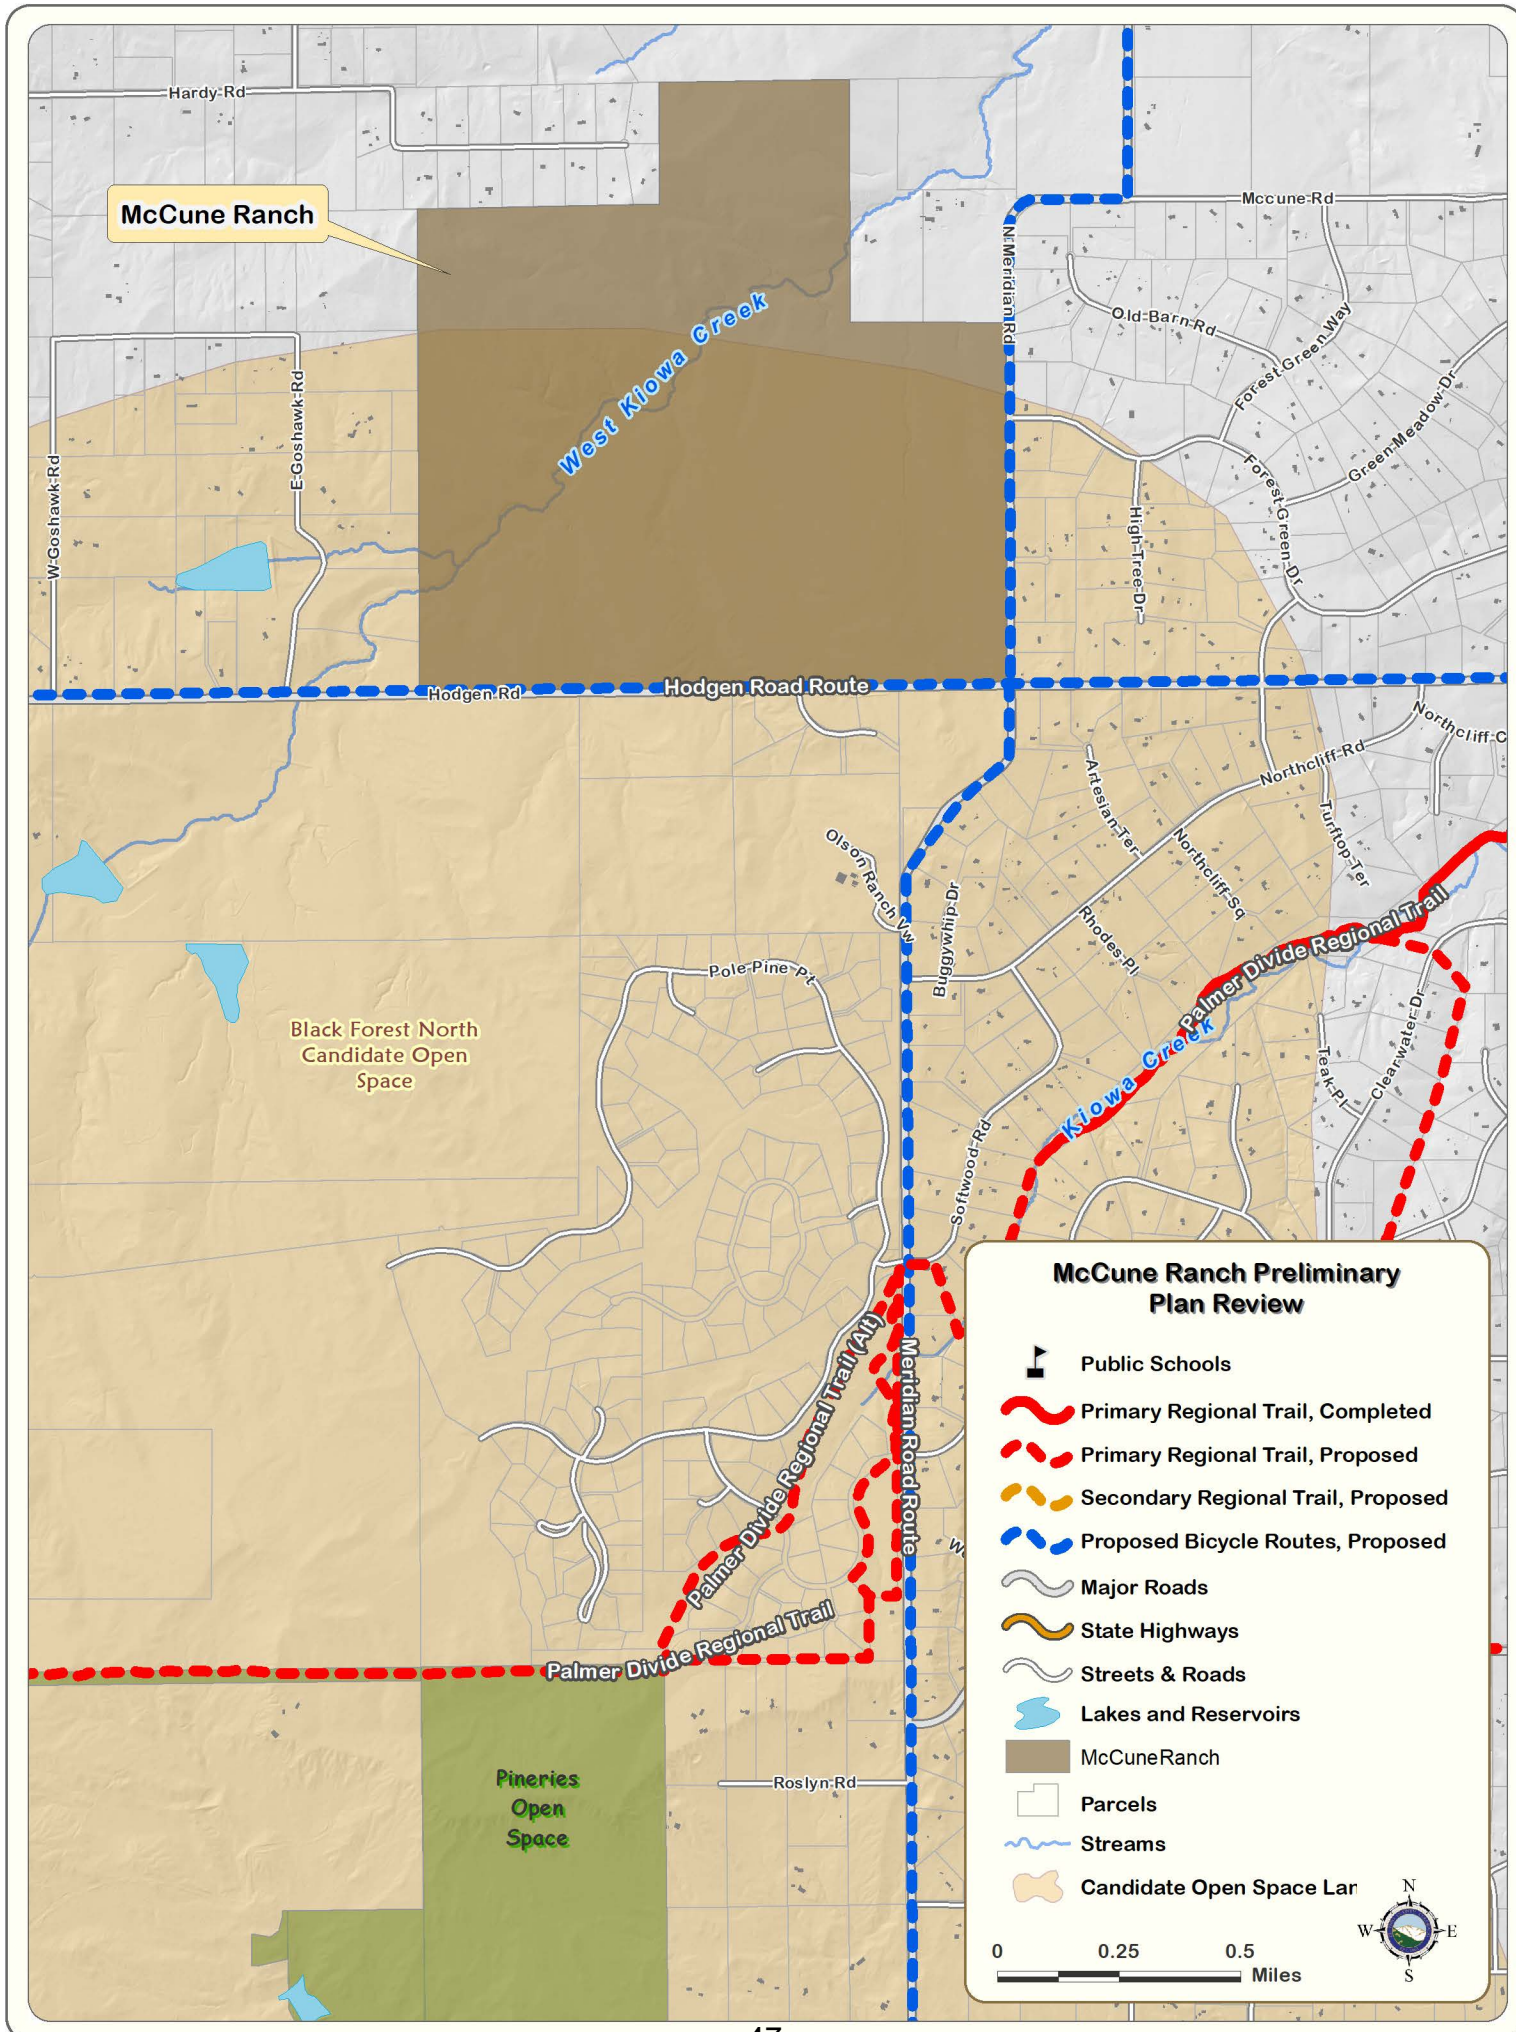 Hardy Rd
McCune Ranch
Mccune Rd
N Meridian Rd
Old Barn Rd
Forest Green Way
West Kiowa Creek
Green Meadow Dr
E Goshawk Rd
W Goshawk Rd
Forest Green Dr
High Tree Dr
Hodgen Rd
Hodgen Road Route
Northcliff C
Northcliff Rd
Artesian Ter
Turftop Ter
Olson Ranch Vw
Northcliff Sq
Buggywhip Dr
Rhodes Pl
Palmer Divide Regional Trail
Pole Pine Pt
Black Forest North
Candidate Open
Space
Kiowa Creek
Clearwater Dr
Teak Pl
Softwood Rd
Palmer Divide Regional Trail (Alt)
Meridian Road Route
Palmer Divide Regional Trail
Pineries
Open
Space
Roslyn Rd
McCune Ranch Preliminary
Plan Review
Public Schools
Primary Regional Trail, Completed
Primary Regional Trail, Proposed
Secondary Regional Trail, Proposed
Proposed Bicycle Routes, Proposed
Major Roads
State Highways
Streets & Roads
Lakes and Reservoirs
McCuneRanch
Parcels
Streams
Candidate Open Space Lan
N
W E
S
0 0.25 0.5
Miles